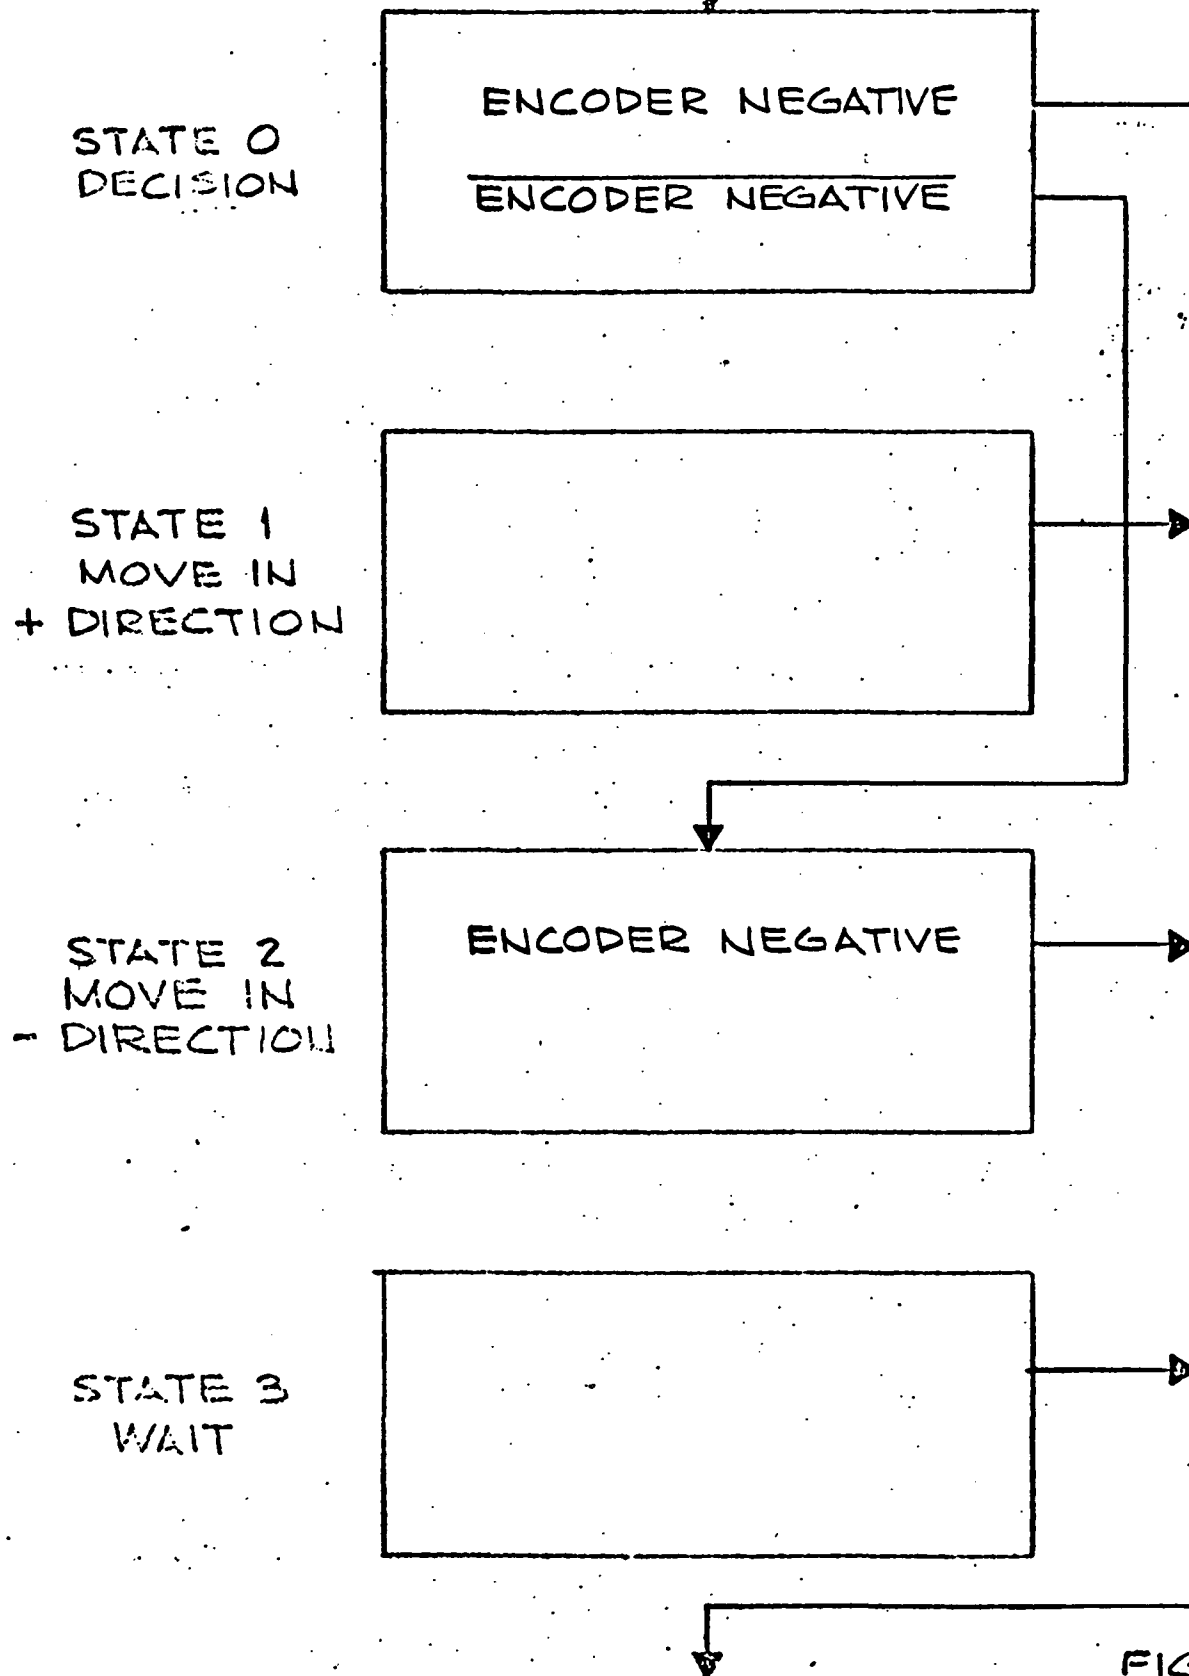 STATE 0
DECISION
ENCODER NEGATIVE
ENCODER NEGATIVE
STATE 1
MOVE IN
+ DIRECTION
STATE 2
MOVE IN
- DIRECTION
ENCODER NEGATIVE
STATE 3
WAIT
FIG